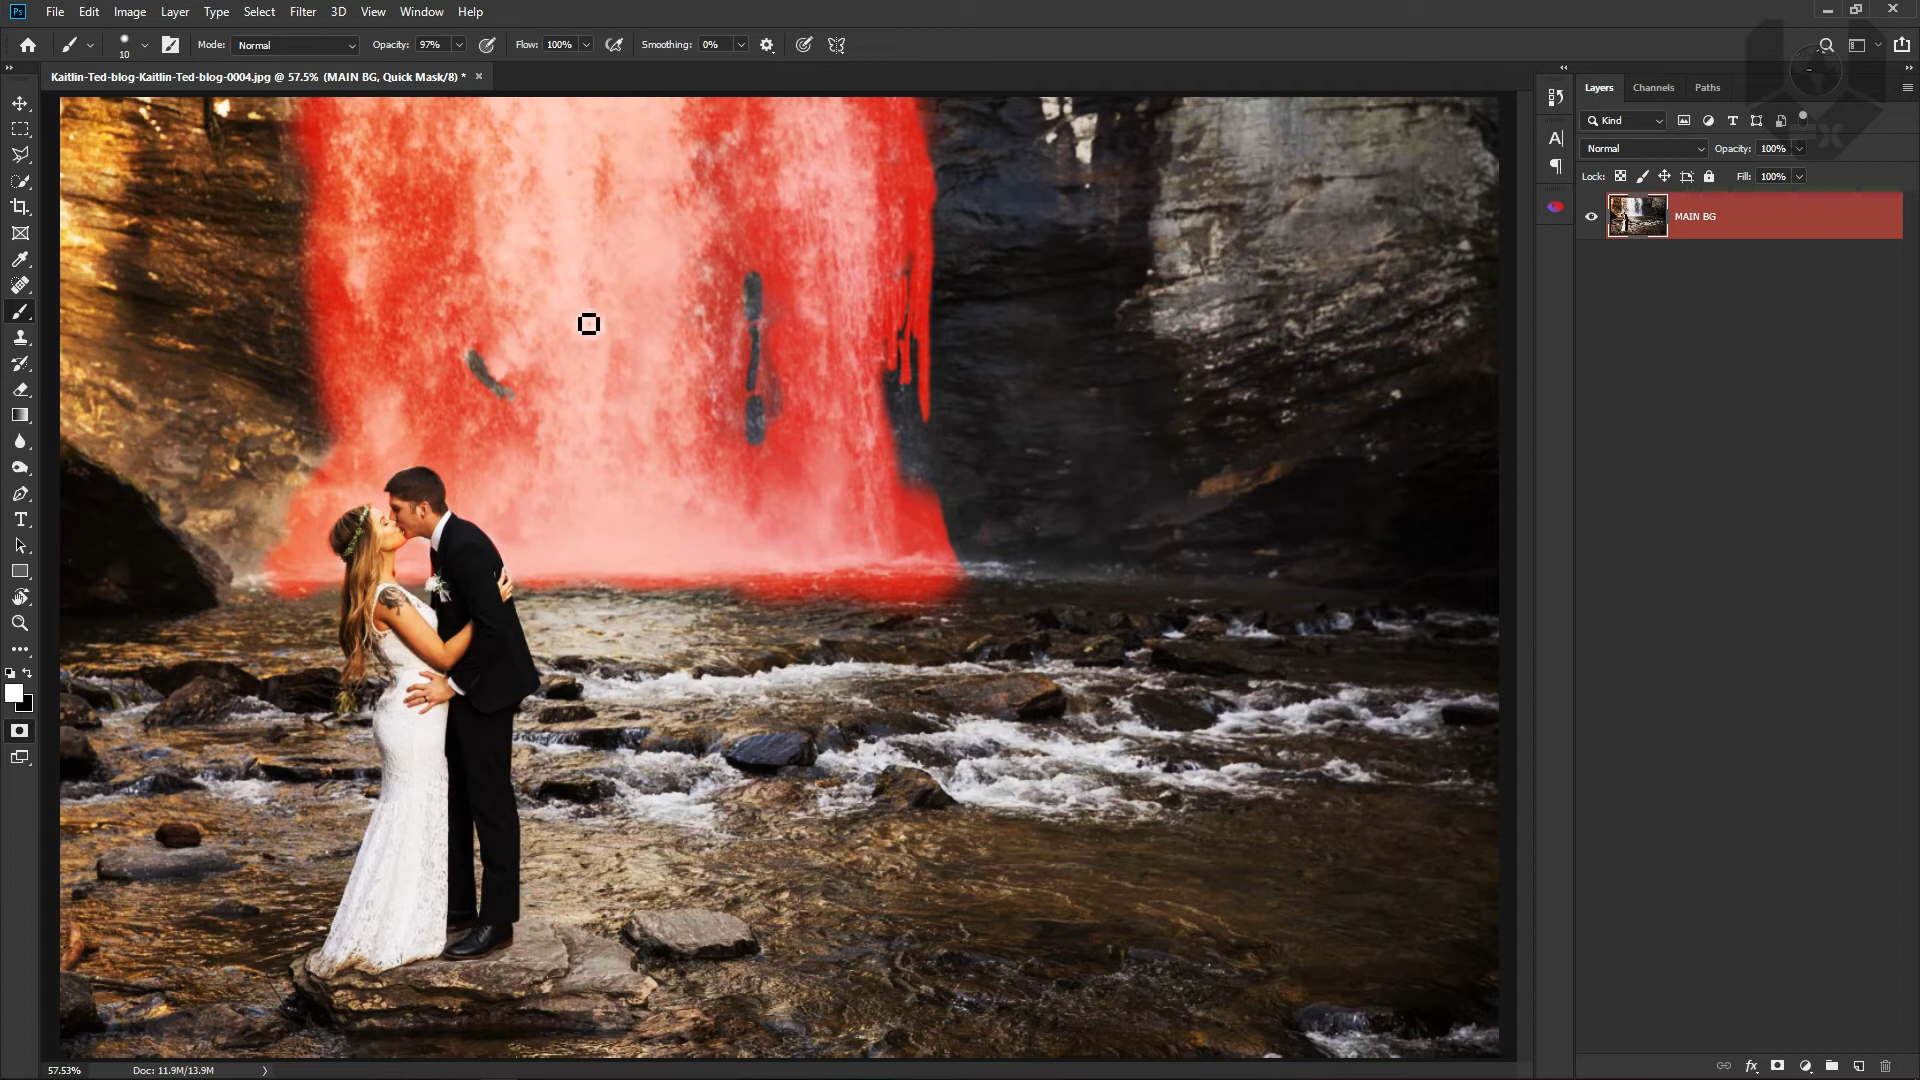 Ps File Edit Image Layer Type Select Filter 3D View Window Help
10 Mode: Normal Opacity: 97% Flow: 100% Smoothing: 0%
Kaitlin-Ted-blog-Kaitlin-Ted-blog-0004.jpg @ 57.5% (MAIN BG, Quick Mask/8) *
Layers Channels Paths
Kind
Normal Opacity: 100%
Lock: Fill: 100%
MAIN BG
57.53% Doc: 11.9M/13.9M